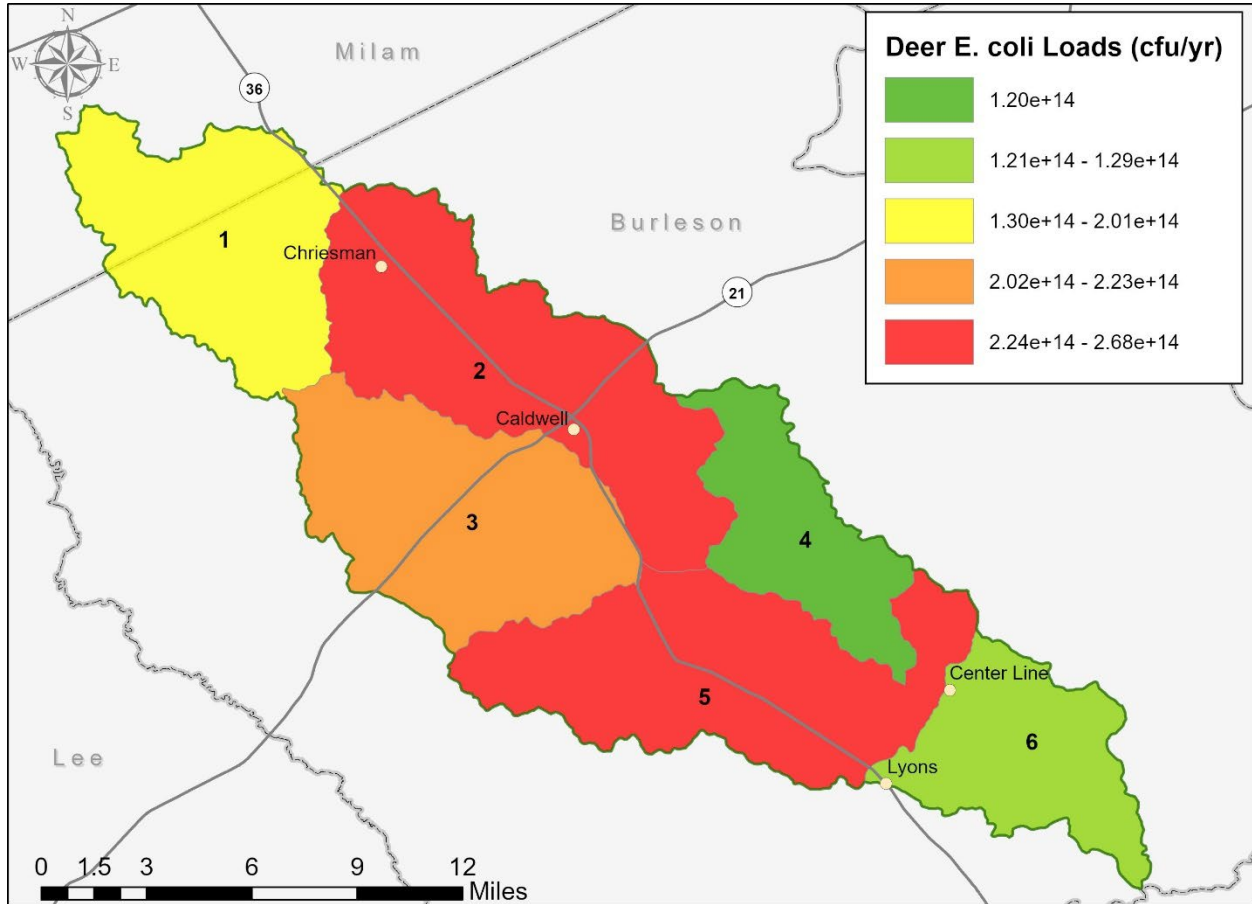 N
W E
S
Milam
36
Deer E. coli Loads (cfu/yr)
1.20e+14
1.21e+14 - 1.29e+14
1.30e+14 - 2.01e+14
2.02e+14 - 2.23e+14
2.24e+14 - 2.68e+14
Burleson
1
Chriesman
21
2
Caldwell
3
4
Center Line
5
6
Lee
Lyons
0 1.5 3 6 9 12
Miles